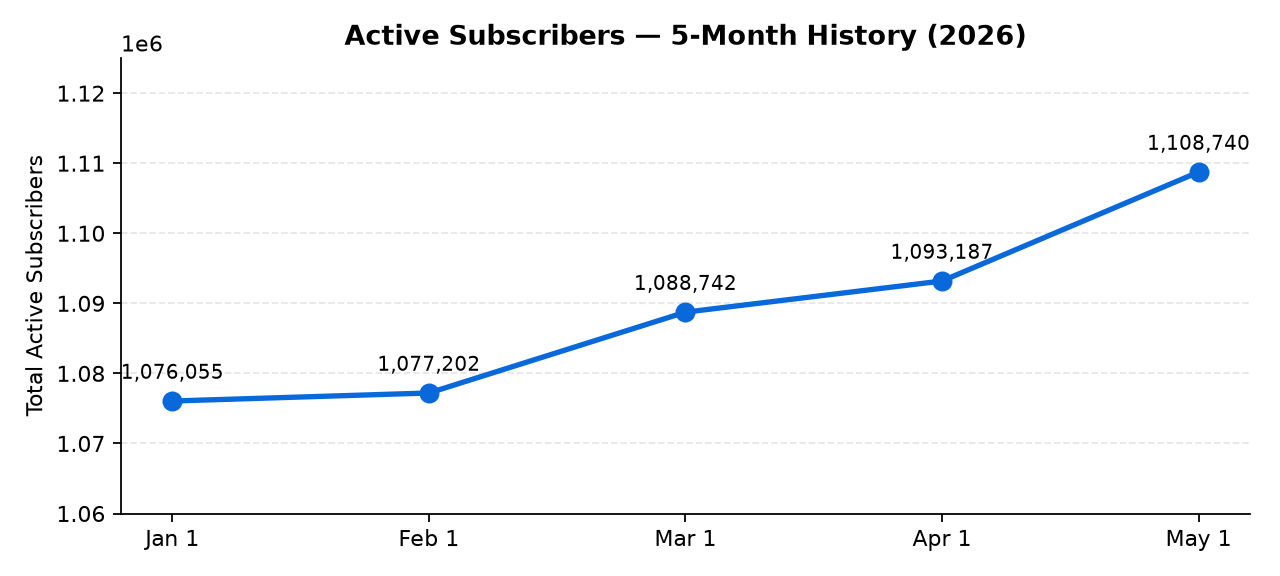 Active Subscribers — 5-Month History (2026)
1e6
1.12
1.11
1.10
1.09
1.08
1.07
1.06
Total Active Subscribers
1,076,055
1,077,202
1,088,742
1,093,187
1,108,740
Jan 1
Feb 1
Mar 1
Apr 1
May 1